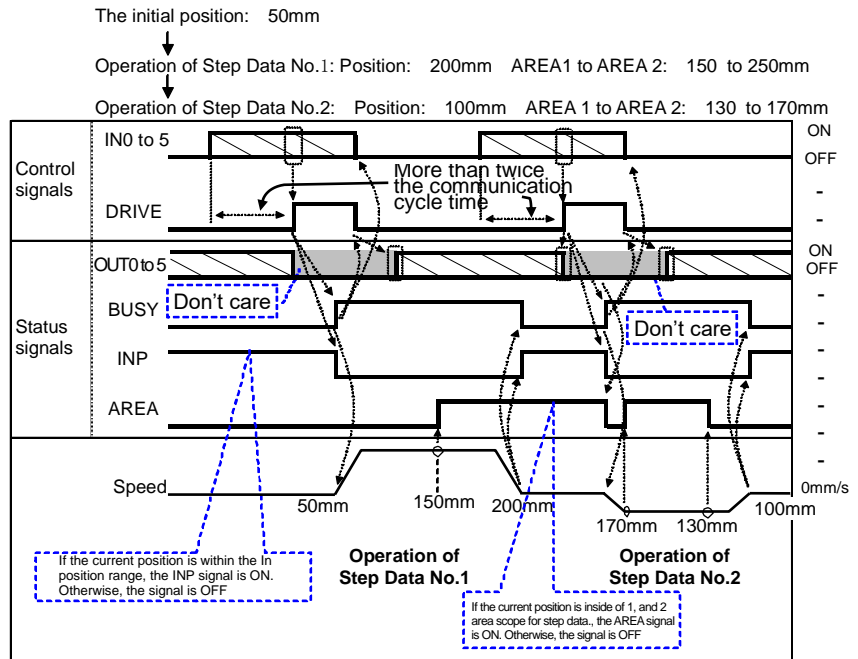 The initial position: 50mm
Operation of Step Data No.1: Position: 200mm AREA1 to AREA 2: 150 to 250mm
Operation of Step Data No.2: Position: 100mm AREA 1 to AREA 2: 130 to 170mm
Control signals
IN0 to 5
ON
OFF
More than twice the communication cycle time
-
DRIVE
-
Status signals
OUT0 to 5
ON
OFF
Don't care
Don't care
-
BUSY
-
-
INP
-
-
AREA
-
-
Speed
50mm
150mm
200mm
170mm
130mm
100mm
0mm/s
If the current position is within the In
position range, the INP signal is ON.
Otherwise, the signal is OFF
Operation of
Step Data No.1
Operation of
Step Data No.2
If the current position is inside of 1, and 2
area scope for step data., the AREA signal
is ON. Otherwise, the signal is OFF